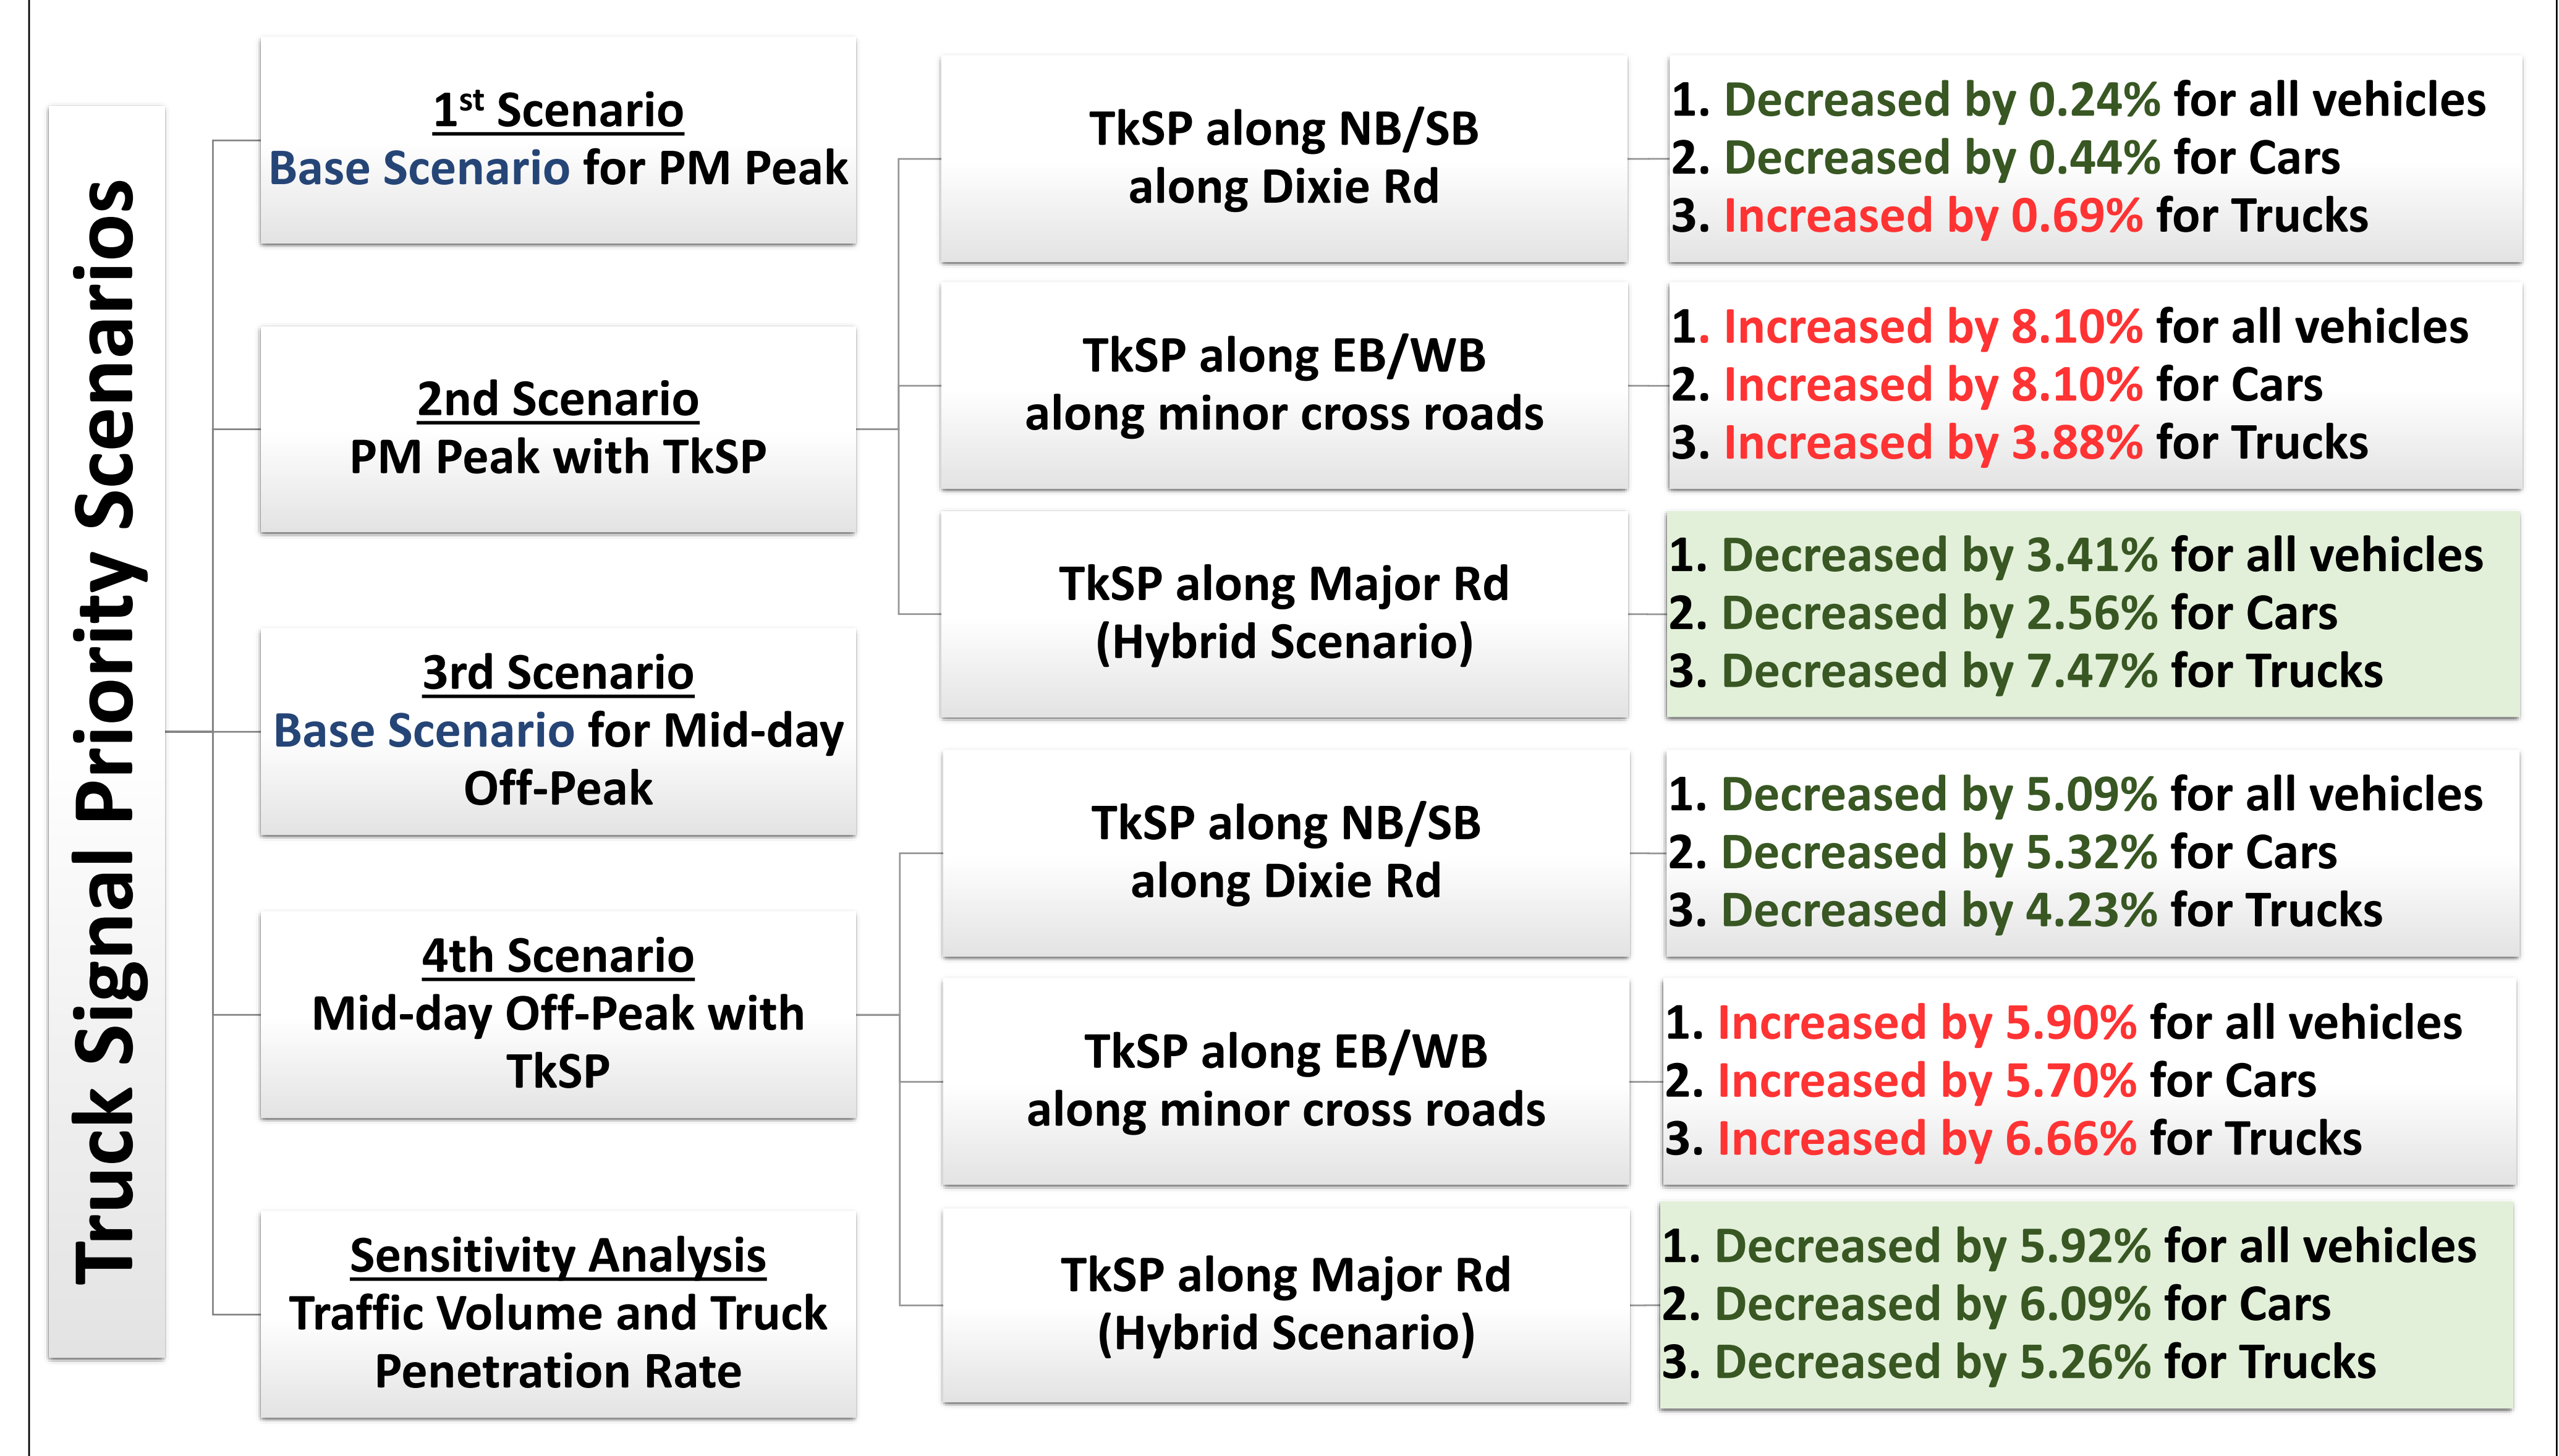 Truck Signal Priority Scenarios
1st Scenario
Base Scenario for PM Peak
2nd Scenario
PM Peak with TkSP
3rd Scenario
Base Scenario for Mid-day
Off-Peak
4th Scenario
Mid-day Off-Peak with
TkSP
Sensitivity Analysis
Traffic Volume and Truck
Penetration Rate
TkSP along NB/SB
along Dixie Rd
1. Decreased by 0.24% for all vehicles
2. Decreased by 0.44% for Cars
3. Increased by 0.69% for Trucks
TkSP along EB/WB
along minor cross roads
1. Increased by 8.10% for all vehicles
2. Increased by 8.10% for Cars
3. Increased by 3.88% for Trucks
TkSP along Major Rd
(Hybrid Scenario)
1. Decreased by 3.41% for all vehicles
2. Decreased by 2.56% for Cars
3. Decreased by 7.47% for Trucks
TkSP along NB/SB
along Dixie Rd
1. Decreased by 5.09% for all vehicles
2. Decreased by 5.32% for Cars
3. Decreased by 4.23% for Trucks
TkSP along EB/WB
along minor cross roads
1. Increased by 5.90% for all vehicles
2. Increased by 5.70% for Cars
3. Increased by 6.66% for Trucks
TkSP along Major Rd
(Hybrid Scenario)
1. Decreased by 5.92% for all vehicles
2. Decreased by 6.09% for Cars
3. Decreased by 5.26% for Trucks